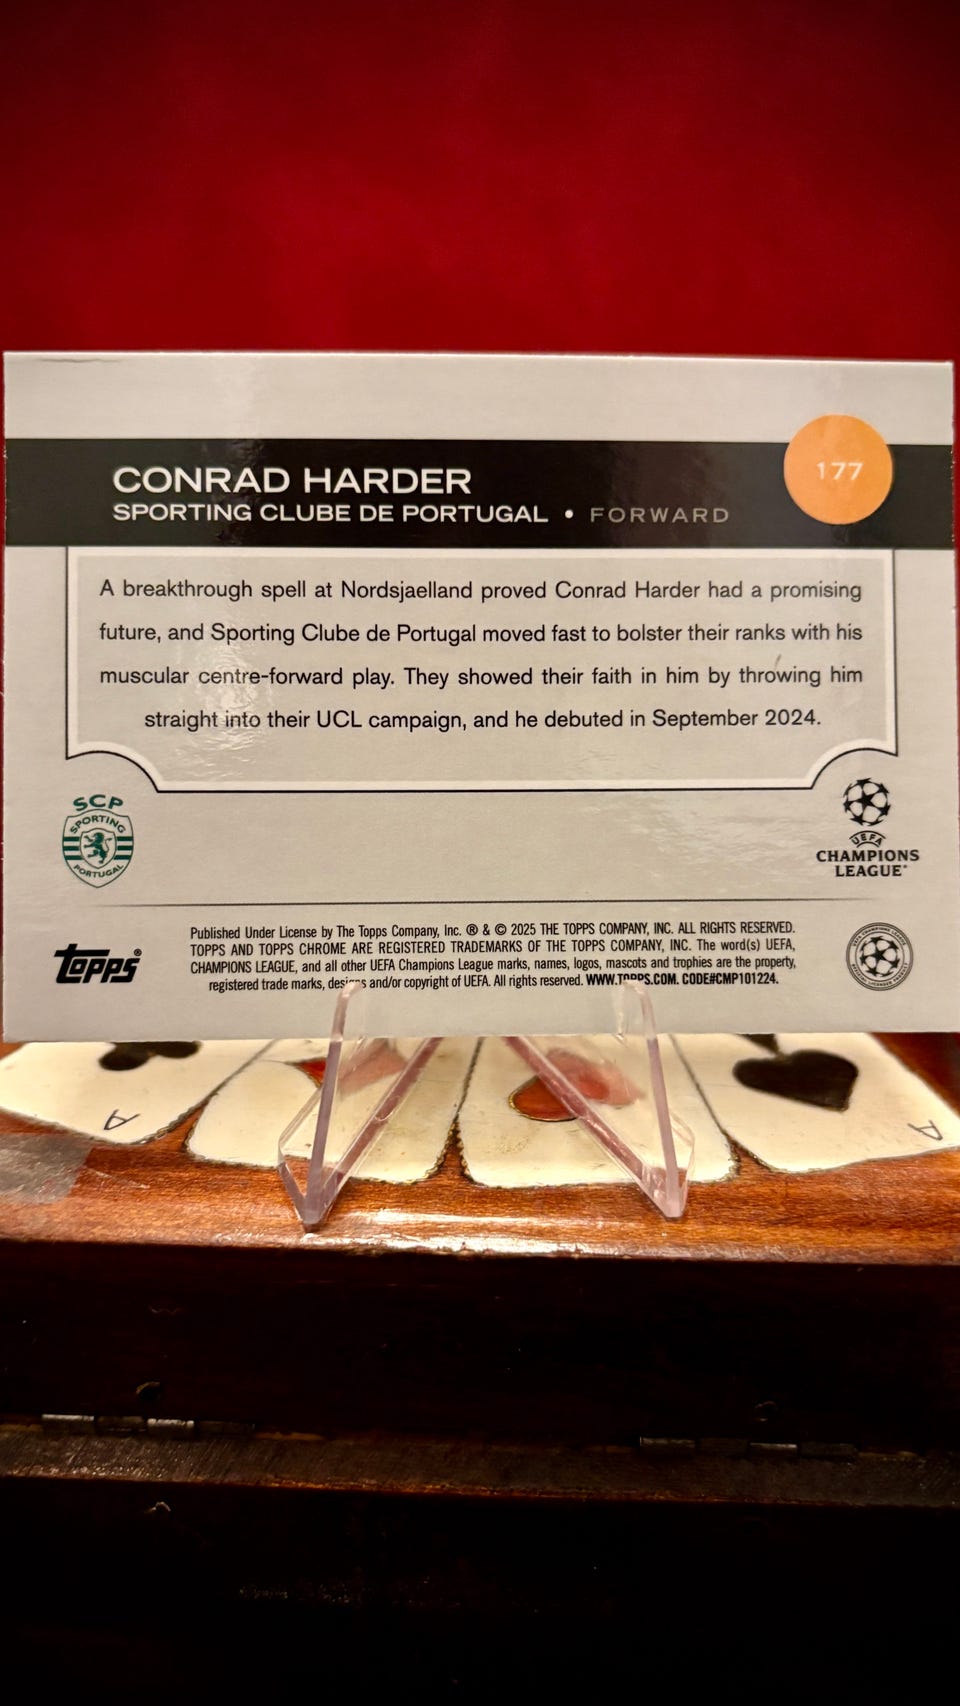 CONRAD HARDER
SPORTING CLUBE DE PORTUGAL • FORWARD
177
A breakthrough spell at Nordsjaelland proved Conrad Harder had a promising
future, and Sporting Clube de Portugal moved fast to bolster their ranks with his
muscular centre-forward play. They showed their faith in him by throwing him
straight into their UCL campaign, and he debuted in September 2024.
SCP
SPORTING
PORTUGAL
UEFA
CHAMPIONS
LEAGUE®
topps®
Published Under License by The Topps Company, Inc. ® & © 2025 THE TOPPS COMPANY, INC. ALL RIGHTS RESERVED.
TOPPS AND TOPPS CHROME ARE REGISTERED TRADEMARKS OF THE TOPPS COMPANY, INC. The word(s) UEFA,
CHAMPIONS LEAGUE, and all other UEFA Champions League marks, names, logos, mascots and trophies are the property,
registered trade marks, designs and/or copyright of UEFA. All rights reserved. WWW.TOPPS.COM. CODE#CMP101224.
A
A